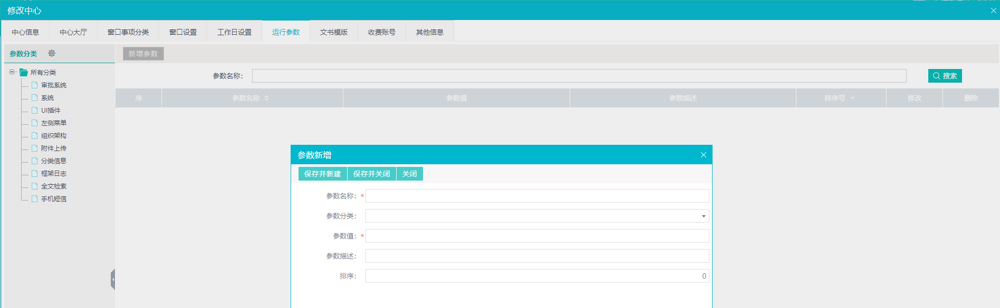 修改中心
中心信息 中心大厅 窗口事项分类 窗口设置 工作日设置 运行参数 文书模版 收费账号 其他信息
参数分类
新增参数
所有分类
审批系统
系统
UI插件
左侧菜单
组织架构
附件上传
分类信息
框架日志
全文检索
手机短信
参数名称:
搜索
序 参数名称 参数值 参数描述 排序号 修改 删除
参数新增
保存并新建 保存并关闭 关闭
参数名称: *
参数分类:
参数值: *
参数描述:
排序: 0